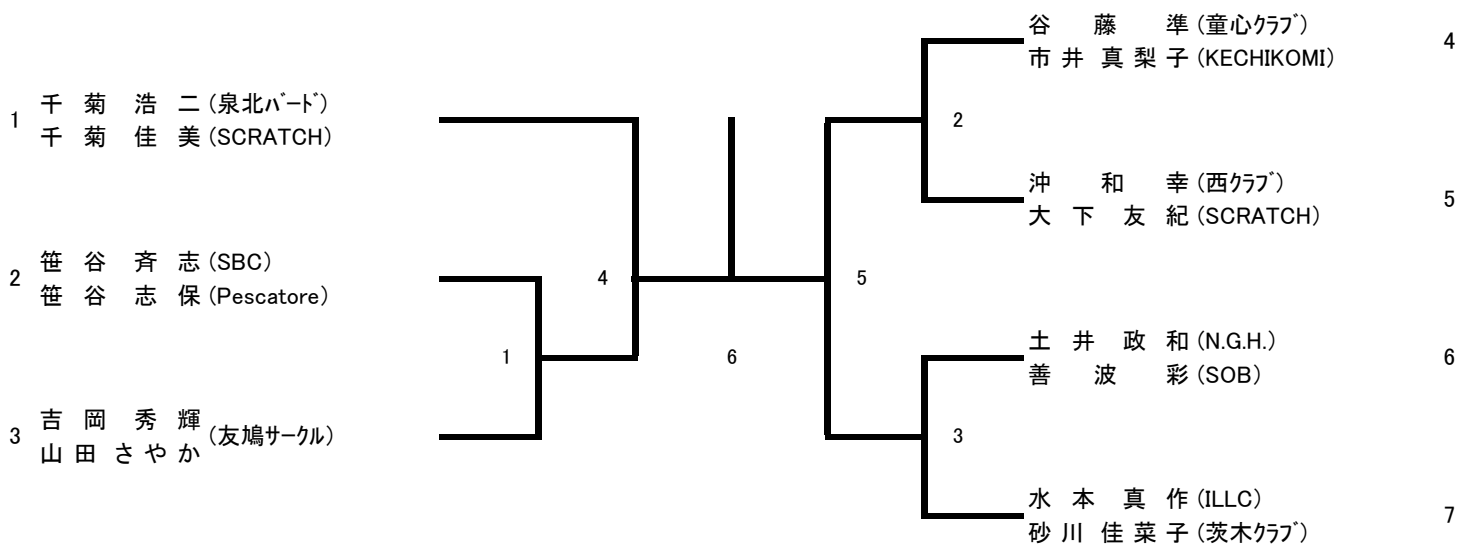 1
千 菊 浩 二 (泉北ﾊﾞｰﾄﾞ)
千 菊 佳 美 (SCRATCH)
2
笹 谷 斉 志 (SBC)
笹 谷 志 保 (Pescatore)
3
吉 岡 秀 輝
山 田 さ や か
(友鳩ｻｰｸﾙ)
1
4
6
5
2
3
谷 藤 準 (童心ｸﾗﾌﾞ)
市 井 真 梨 子 (KECHIKOMI)
4
沖 和 幸 (西ｸﾗﾌﾞ)
大 下 友 紀 (SCRATCH)
5
土 井 政 和 (N.G.H.)
善 波 彩 (SOB)
6
水 本 真 作 (ILLC)
砂 川 佳 菜 子 (茨木ｸﾗﾌﾞ)
7